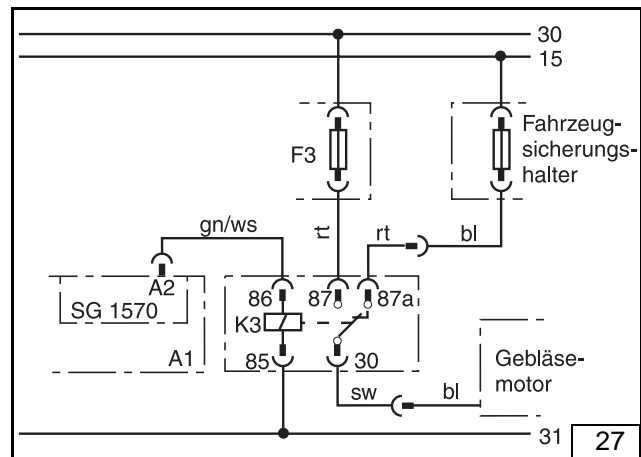 30
15
F3
Fahrzeug-
sicherungs-
halter
gn/ws
rt
rt
bl
A2
SG 1570
A1
86
87
87a
K3
85
30
sw
bl
Gebläse-
motor
31
27